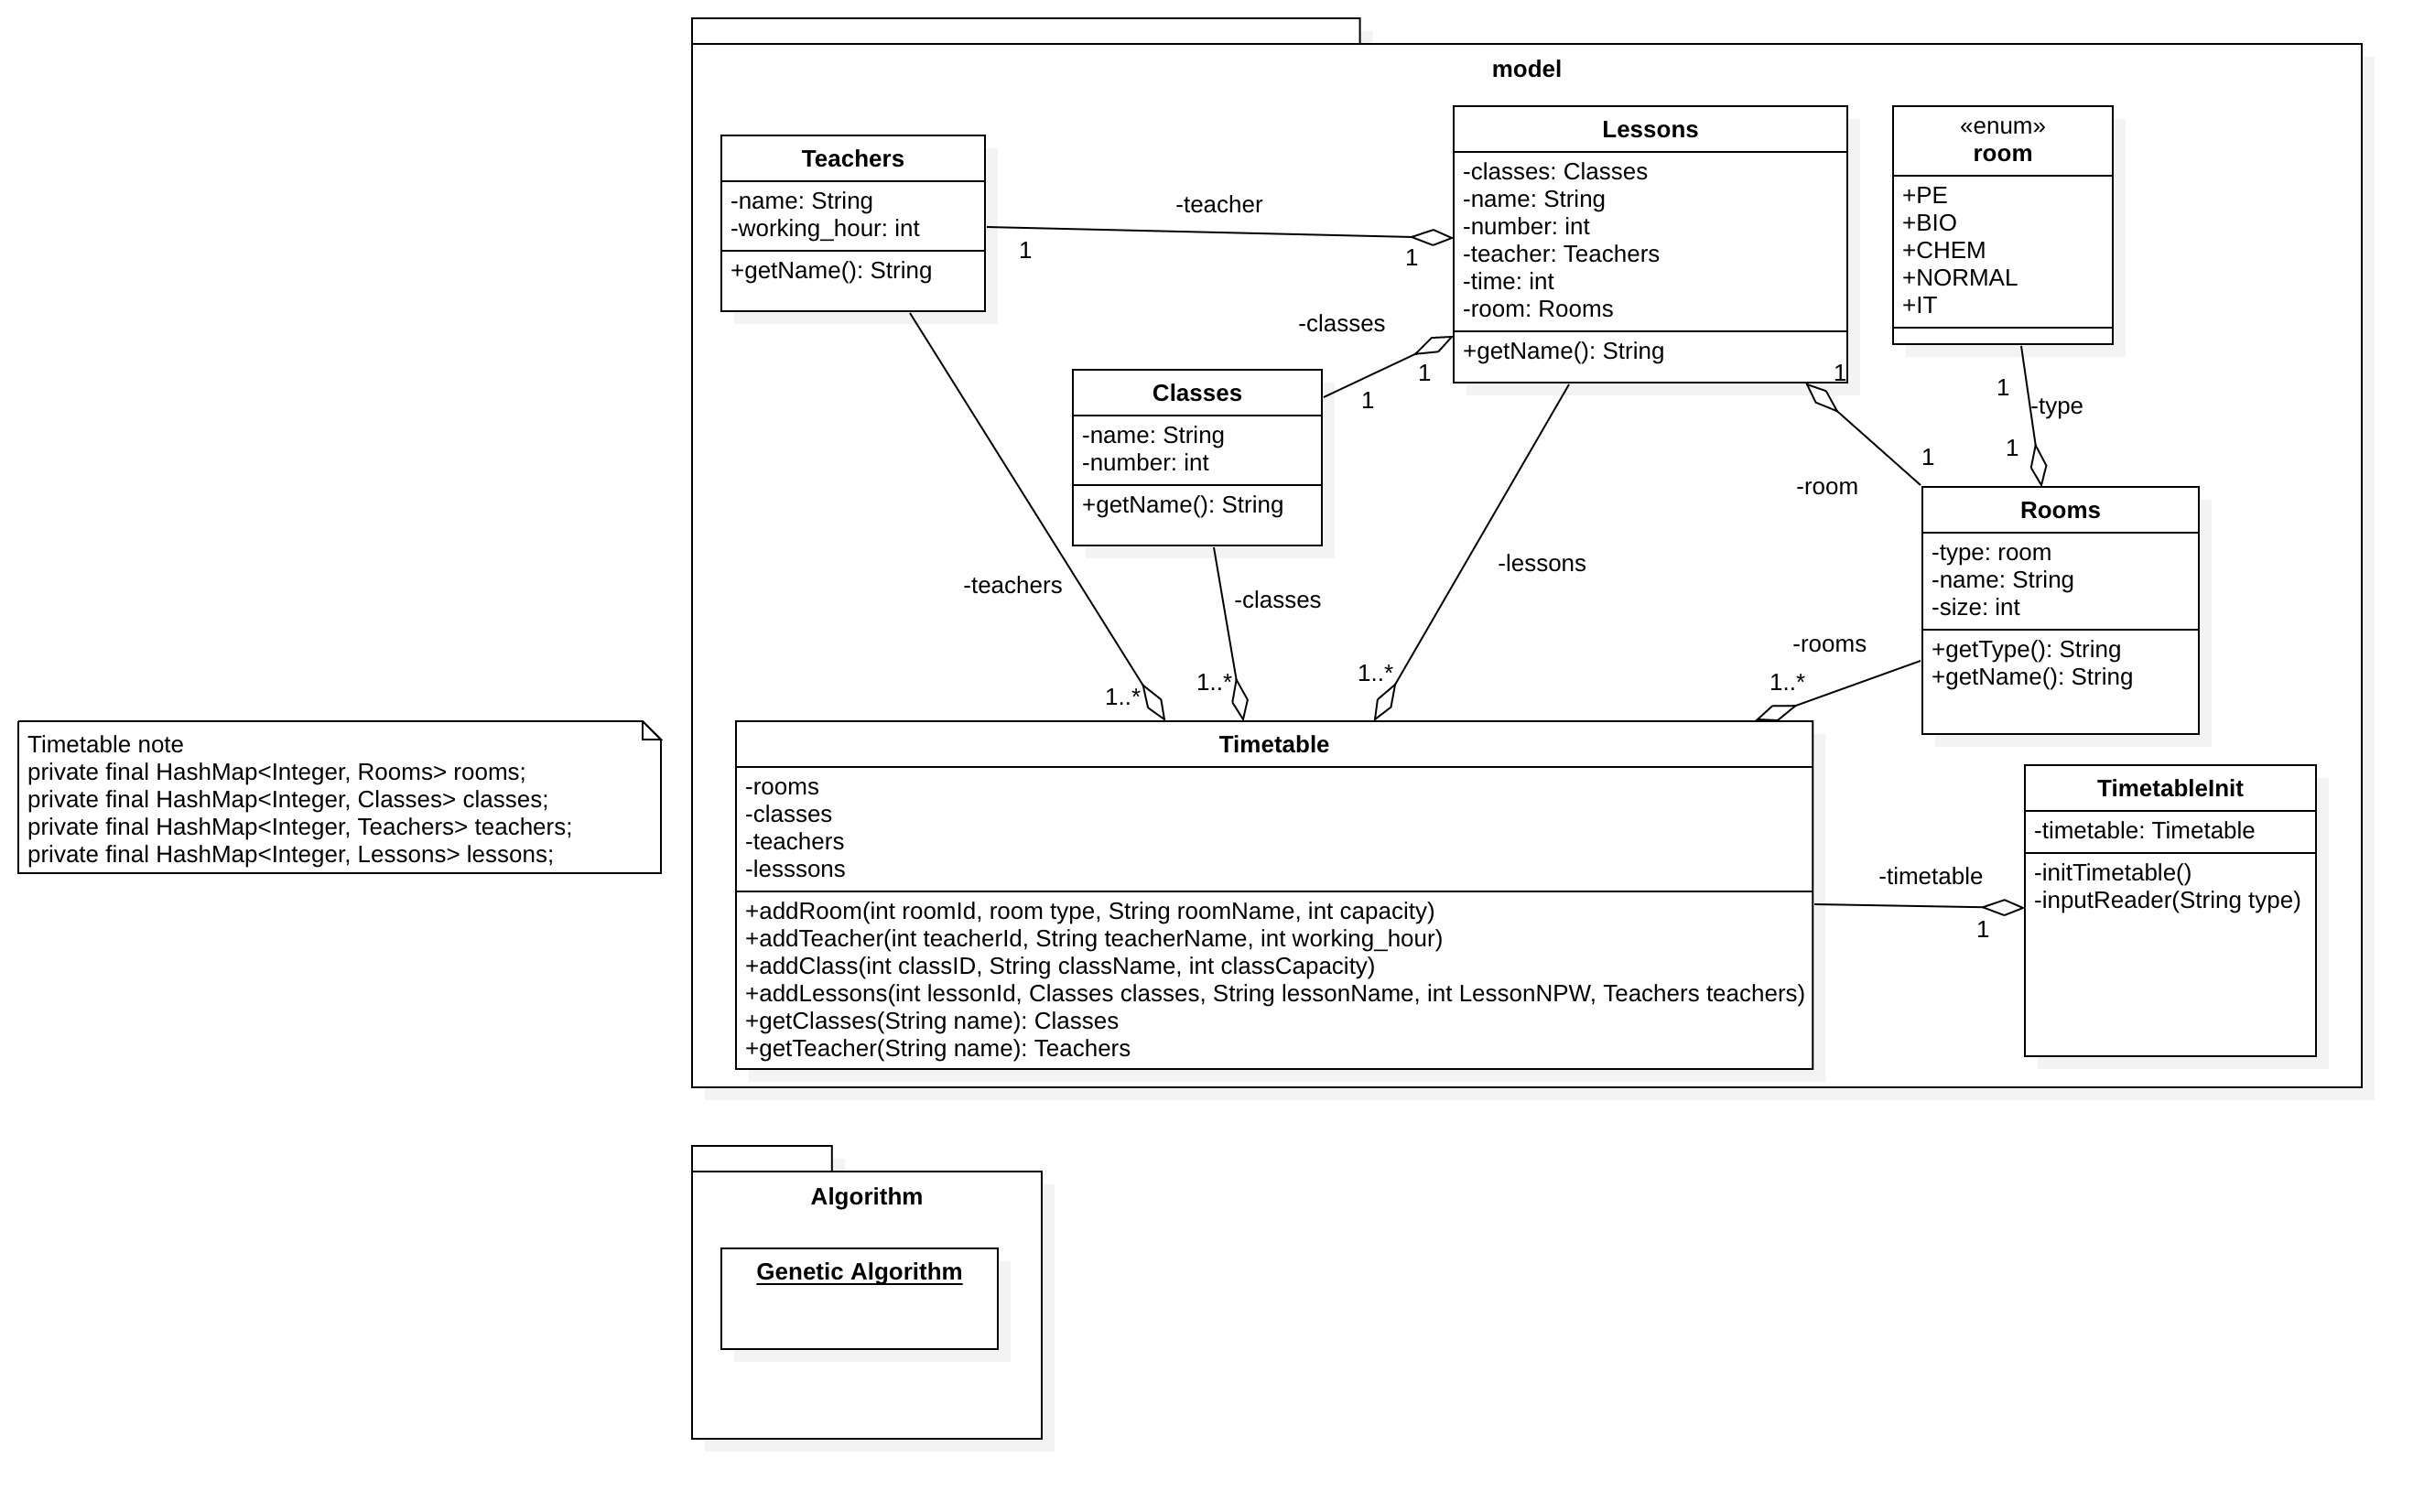 model
Teachers
-name: String
-working_hour: int
+getName(): String
-teacher
1
1
Lessons
-classes: Classes
-name: String
-number: int
-teacher: Teachers
-time: int
-room: Rooms
+getName(): String
«enum»
room
+PE
+BIO
+CHEM
+NORMAL
+IT
-classes
1
1
Classes
-name: String
-number: int
+getName(): String
1
1
-room
1
-type
1
Rooms
-type: room
-name: String
-size: int
+getType(): String
+getName(): String
-teachers
1..*
-classes
1..*
-lessons
1..*
-rooms
1..*
Timetable note
private final HashMap<Integer, Rooms> rooms;
private final HashMap<Integer, Classes> classes;
private final HashMap<Integer, Teachers> teachers;
private final HashMap<Integer, Lessons> lessons;
Timetable
-rooms
-classes
-teachers
-lesssons
+addRoom(int roomId, room type, String roomName, int capacity)
+addTeacher(int teacherId, String teacherName, int working_hour)
+addClass(int classID, String className, int classCapacity)
+addLessons(int lessonId, Classes classes, String lessonName, int LessonNPW, Teachers teachers)
+getClasses(String name): Classes
+getTeacher(String name): Teachers
-timetable
1
TimetableInit
-timetable: Timetable
-initTimetable()
-inputReader(String type)
Algorithm
Genetic Algorithm